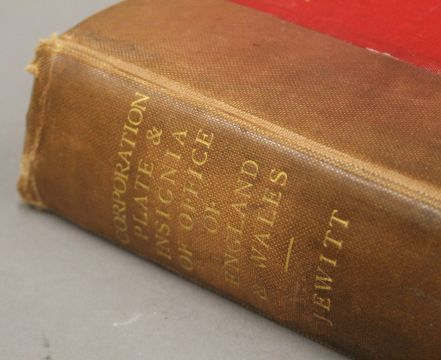 CORPORATION
PLATE &
INSIGNIA
OF OFFICE
OF
ENGLAND
& WALES
JEWITT